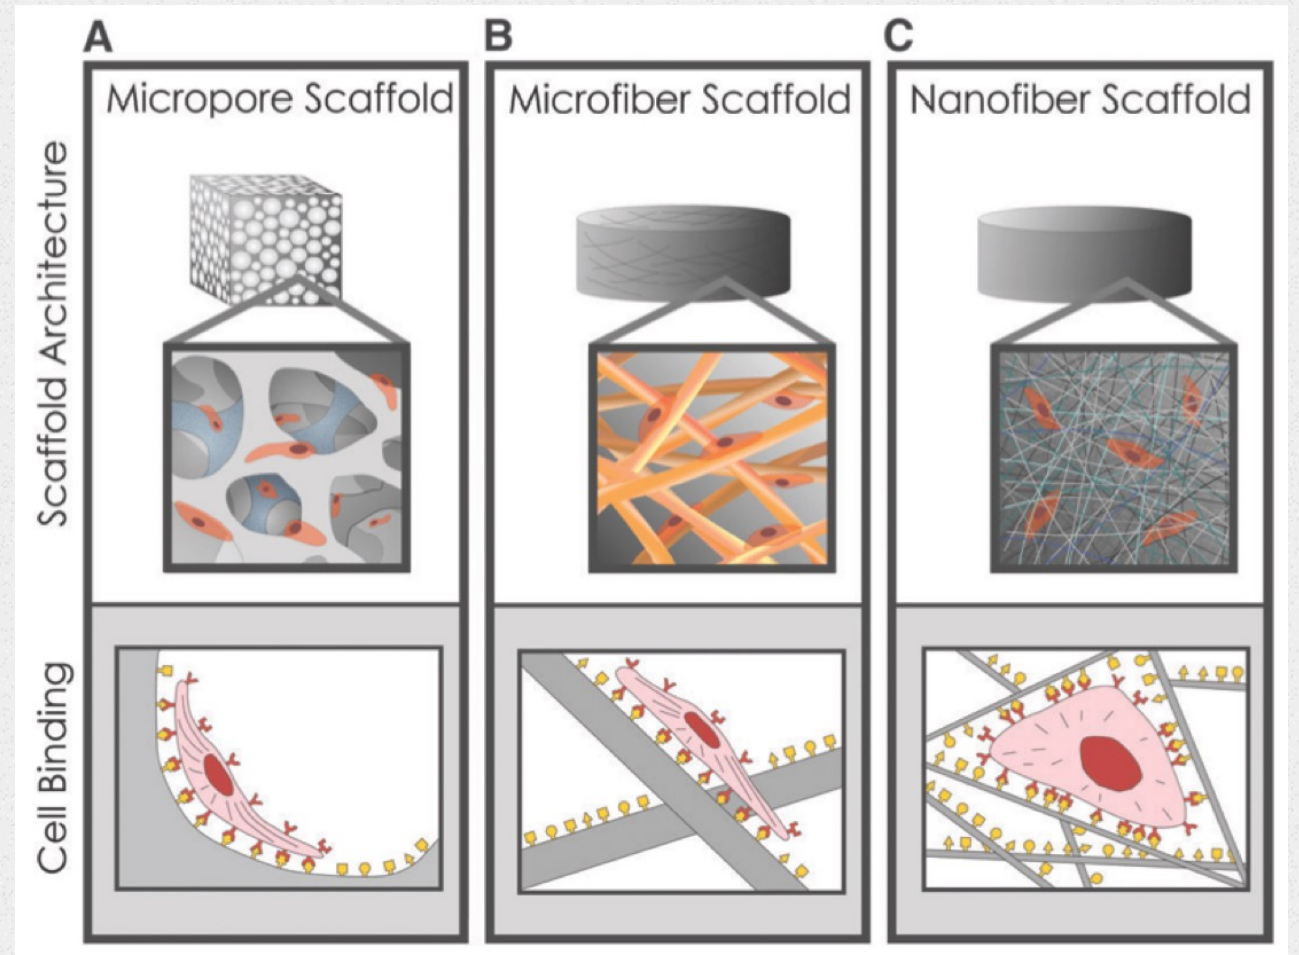 A
B
C
Micropore Scaffold
Microfiber Scaffold
Nanofiber Scaffold
Scaffold Architecture
Cell Binding